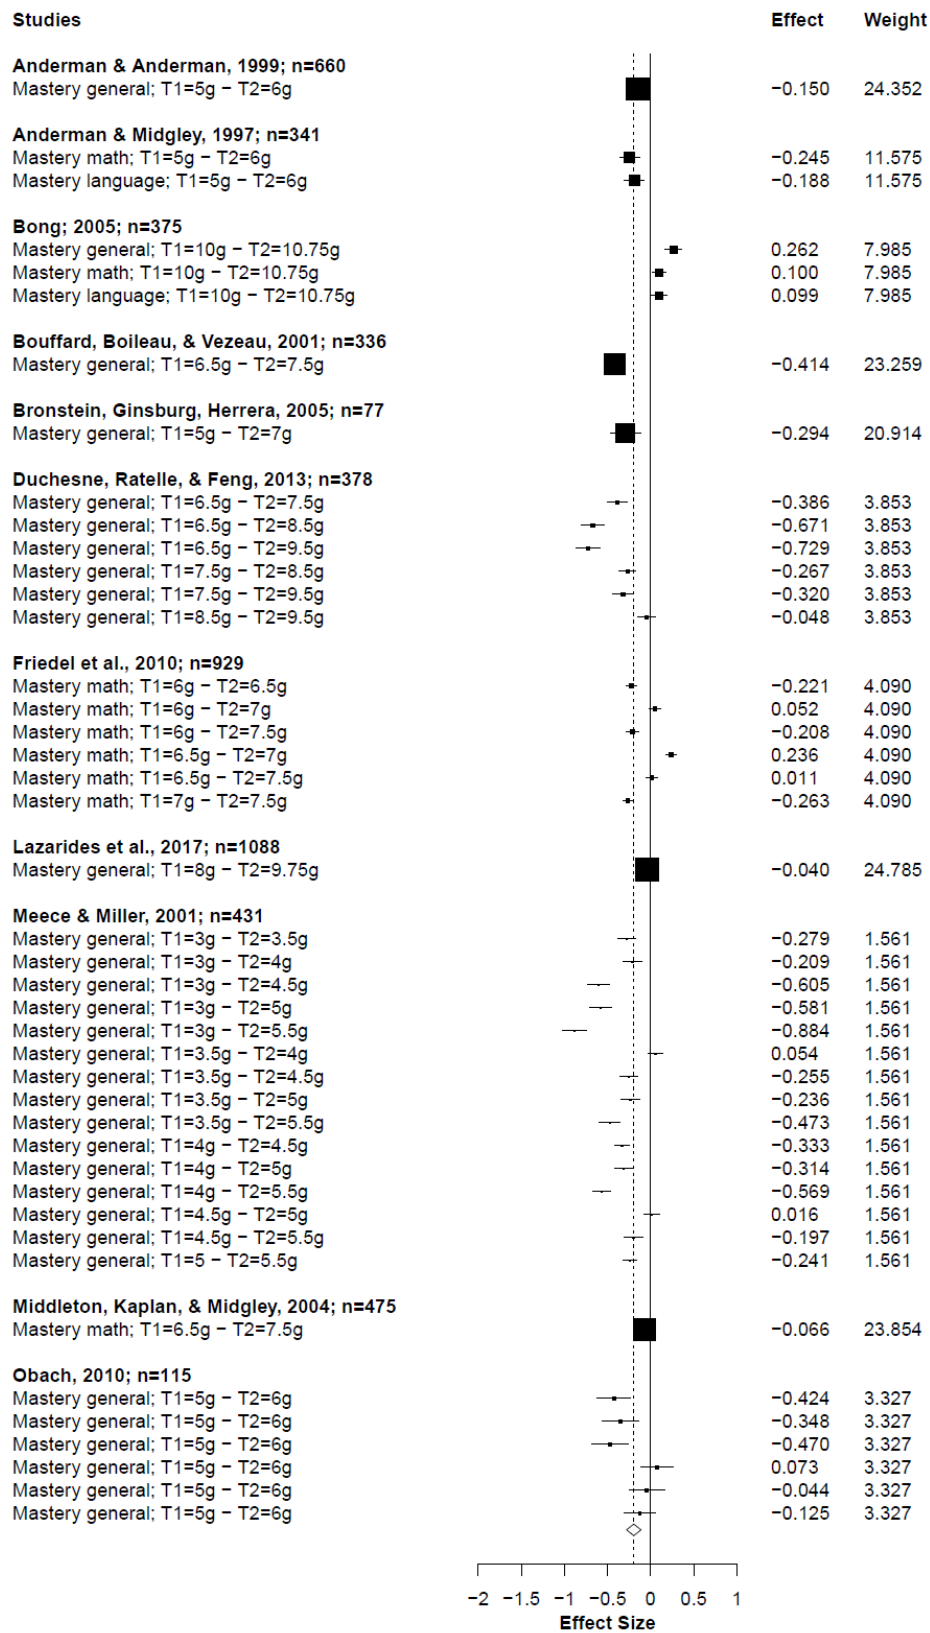 Studies Effect Weight
Anderman & Anderman, 1999; n=660
Mastery general; T1=5g − T2=6g −0.150 24.352
Anderman & Midgley, 1997; n=341
Mastery math; T1=5g − T2=6g −0.245 11.575
Mastery language; T1=5g − T2=6g −0.188 11.575
Bong; 2005; n=375
Mastery general; T1=10g − T2=10.75g 0.262 7.985
Mastery math; T1=10g − T2=10.75g 0.100 7.985
Mastery language; T1=10g − T2=10.75g 0.099 7.985
Bouffard, Boileau, & Vezeau, 2001; n=336
Mastery general; T1=6.5g − T2=7.5g −0.414 23.259
Bronstein, Ginsburg, Herrera, 2005; n=77
Mastery general; T1=5g − T2=7g −0.294 20.914
Duchesne, Ratelle, & Feng, 2013; n=378
Mastery general; T1=6.5g − T2=7.5g −0.386 3.853
Mastery general; T1=6.5g − T2=8.5g −0.671 3.853
Mastery general; T1=6.5g − T2=9.5g −0.729 3.853
Mastery general; T1=7.5g − T2=8.5g −0.267 3.853
Mastery general; T1=7.5g − T2=9.5g −0.320 3.853
Mastery general; T1=8.5g − T2=9.5g −0.048 3.853
Friedel et al., 2010; n=929
Mastery math; T1=6g − T2=6.5g −0.221 4.090
Mastery math; T1=6g − T2=7g 0.052 4.090
Mastery math; T1=6g − T2=7.5g −0.208 4.090
Mastery math; T1=6.5g − T2=7g 0.236 4.090
Mastery math; T1=6.5g − T2=7.5g 0.011 4.090
Mastery math; T1=7g − T2=7.5g −0.263 4.090
Lazarides et al., 2017; n=1088
Mastery general; T1=8g − T2=9.75g −0.040 24.785
Meece & Miller, 2001; n=431
Mastery general; T1=3g − T2=3.5g −0.279 1.561
Mastery general; T1=3g − T2=4g −0.209 1.561
Mastery general; T1=3g − T2=4.5g −0.605 1.561
Mastery general; T1=3g − T2=5g −0.581 1.561
Mastery general; T1=3g − T2=5.5g −0.884 1.561
Mastery general; T1=3.5g − T2=4g 0.054 1.561
Mastery general; T1=3.5g − T2=4.5g −0.255 1.561
Mastery general; T1=3.5g − T2=5g −0.236 1.561
Mastery general; T1=3.5g − T2=5.5g −0.473 1.561
Mastery general; T1=4g − T2=4.5g −0.333 1.561
Mastery general; T1=4g − T2=5g −0.314 1.561
Mastery general; T1=4g − T2=5.5g −0.569 1.561
Mastery general; T1=4.5g − T2=5g 0.016 1.561
Mastery general; T1=4.5g − T2=5.5g −0.197 1.561
Mastery general; T1=5 − T2=5.5g −0.241 1.561
Middleton, Kaplan, & Midgley, 2004; n=475
Mastery math; T1=6.5g − T2=7.5g −0.066 23.854
Obach, 2010; n=115
Mastery general; T1=5g − T2=6g −0.424 3.327
Mastery general; T1=5g − T2=6g −0.348 3.327
Mastery general; T1=5g − T2=6g −0.470 3.327
Mastery general; T1=5g − T2=6g 0.073 3.327
Mastery general; T1=5g − T2=6g −0.044 3.327
Mastery general; T1=5g − T2=6g −0.125 3.327
−2 −1.5 −1 −0.5 0 0.5 1
Effect Size